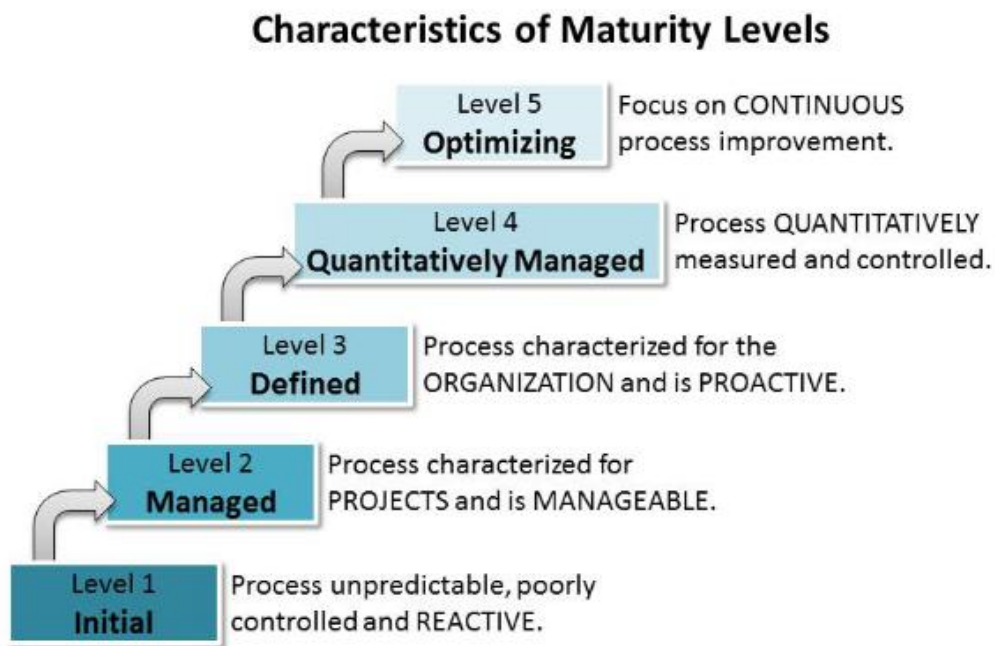 Characteristics of Maturity Levels
Level 5
Optimizing
Focus on CONTINUOUS
process improvement.
Level 4
Quantitatively Managed
Process QUANTITATIVELY
measured and controlled.
Level 3
Defined
Process characterized for the
ORGANIZATION and is PROACTIVE.
Level 2
Managed
Process characterized for
PROJECTS and is MANAGEABLE.
Level 1
Initial
Process unpredictable, poorly
controlled and REACTIVE.